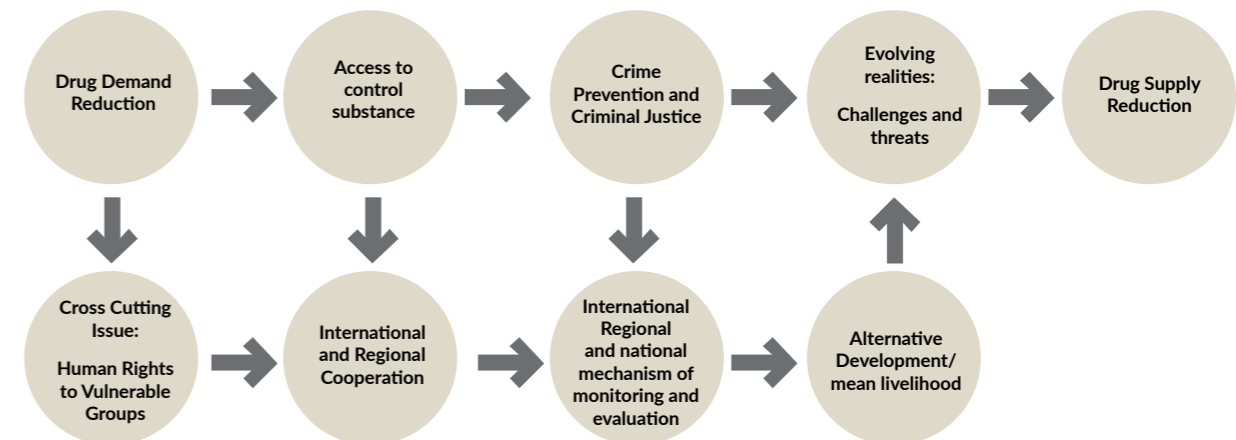 Drug Demand
Reduction
Access to
control
substance
Crime
Prevention and
Criminal Justice
Evolving
realities:
Challenges and
threats
Drug Supply
Reduction
Cross Cutting
Issue:
Human Rights
to Vulnerable
Groups
International
and Regional
Cooperation
International
Regional
and national
mechanism of
monitoring and
evaluation
Alternative
Development/
mean livelihood